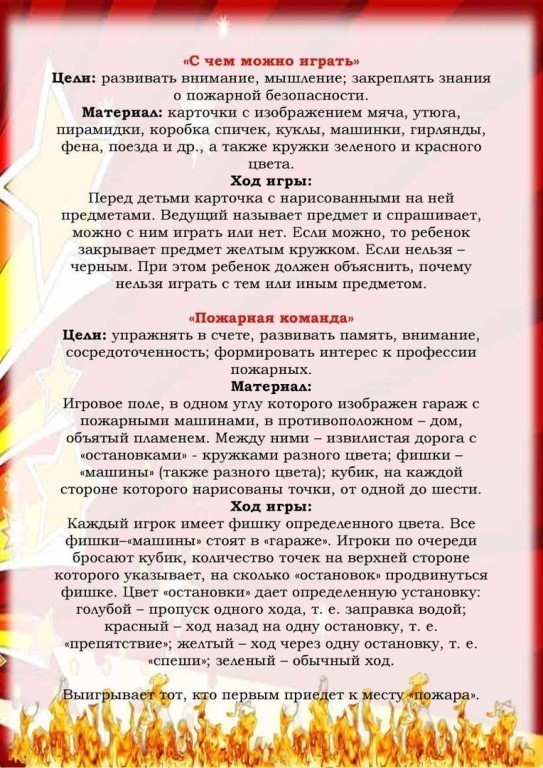 «С чем можно играть»
Цели: развивать внимание, мышление; закреплять знания
о пожарной безопасности.
Материал: карточки с изображением мяча, утюга,
пирамидки, коробка спичек, куклы, машинки, гирлянды,
фена, поезда и др., а также кружки зеленого и красного
цвета.
Ход игры:
Перед детьми карточка с нарисованными на ней
предметами. Ведущий называет предмет и спрашивает,
можно с ним играть или нет. Если можно, то ребенок
закрывает предмет желтым кружком. Если нельзя –
черным. При этом ребенок должен объяснить, почему
нельзя играть с тем или иным предметом.
«Пожарная команда»
Цели: упражнять в счете, развивать память, внимание,
сосредоточенность; формировать интерес к профессии
пожарных.
Материал:
Игровое поле, в одном углу которого изображен гараж с
пожарными машинами, в противоположном – дом,
объятый пламенем. Между ними – извилистая дорога с
«остановками» - кружками разного цвета; фишки –
«машины» (также разного цвета); кубик, на каждой
стороне которого нарисованы точки, от одной до шести.
Ход игры:
Каждый игрок имеет фишку определенного цвета. Все
фишки–«машины» стоят в «гараже». Игроки по очереди
бросают кубик, количество точек на верхней стороне
которого указывает, на сколько «остановок» продвинуться
фишке. Цвет «остановки» дает определенную установку:
голубой – пропуск одного хода, т. е. заправка водой;
красный – ход назад на одну остановку, т. е.
«препятствие»; желтый – ход через одну остановку, т. е.
«спеши»; зеленый – обычный ход.
Выигрывает тот, кто первым приедет к месту «пожара».